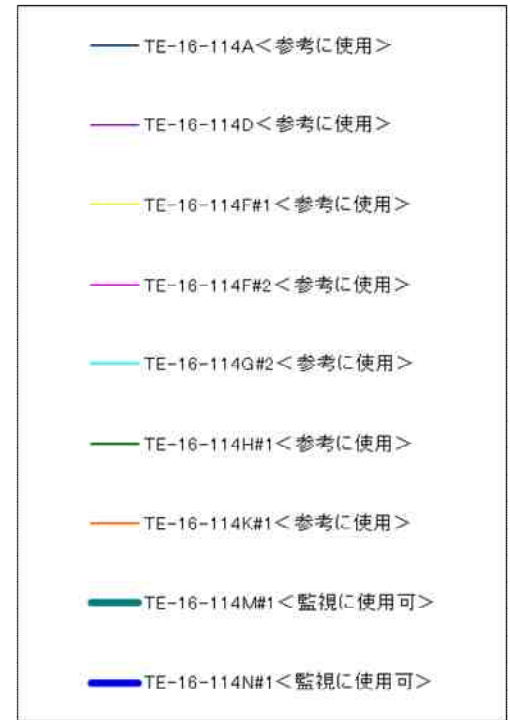 TE-16-114A＜参考に使用＞
TE-16-114D＜参考に使用＞
TE-16-114F#1＜参考に使用＞
TE-16-114F#2＜参考に使用＞
TE-16-114G#2＜参考に使用＞
TE-16-114H#1＜参考に使用＞
TE-16-114K#1＜参考に使用＞
TE-16-114M#1＜監視に使用可＞
TE-16-114N#1＜監視に使用可＞